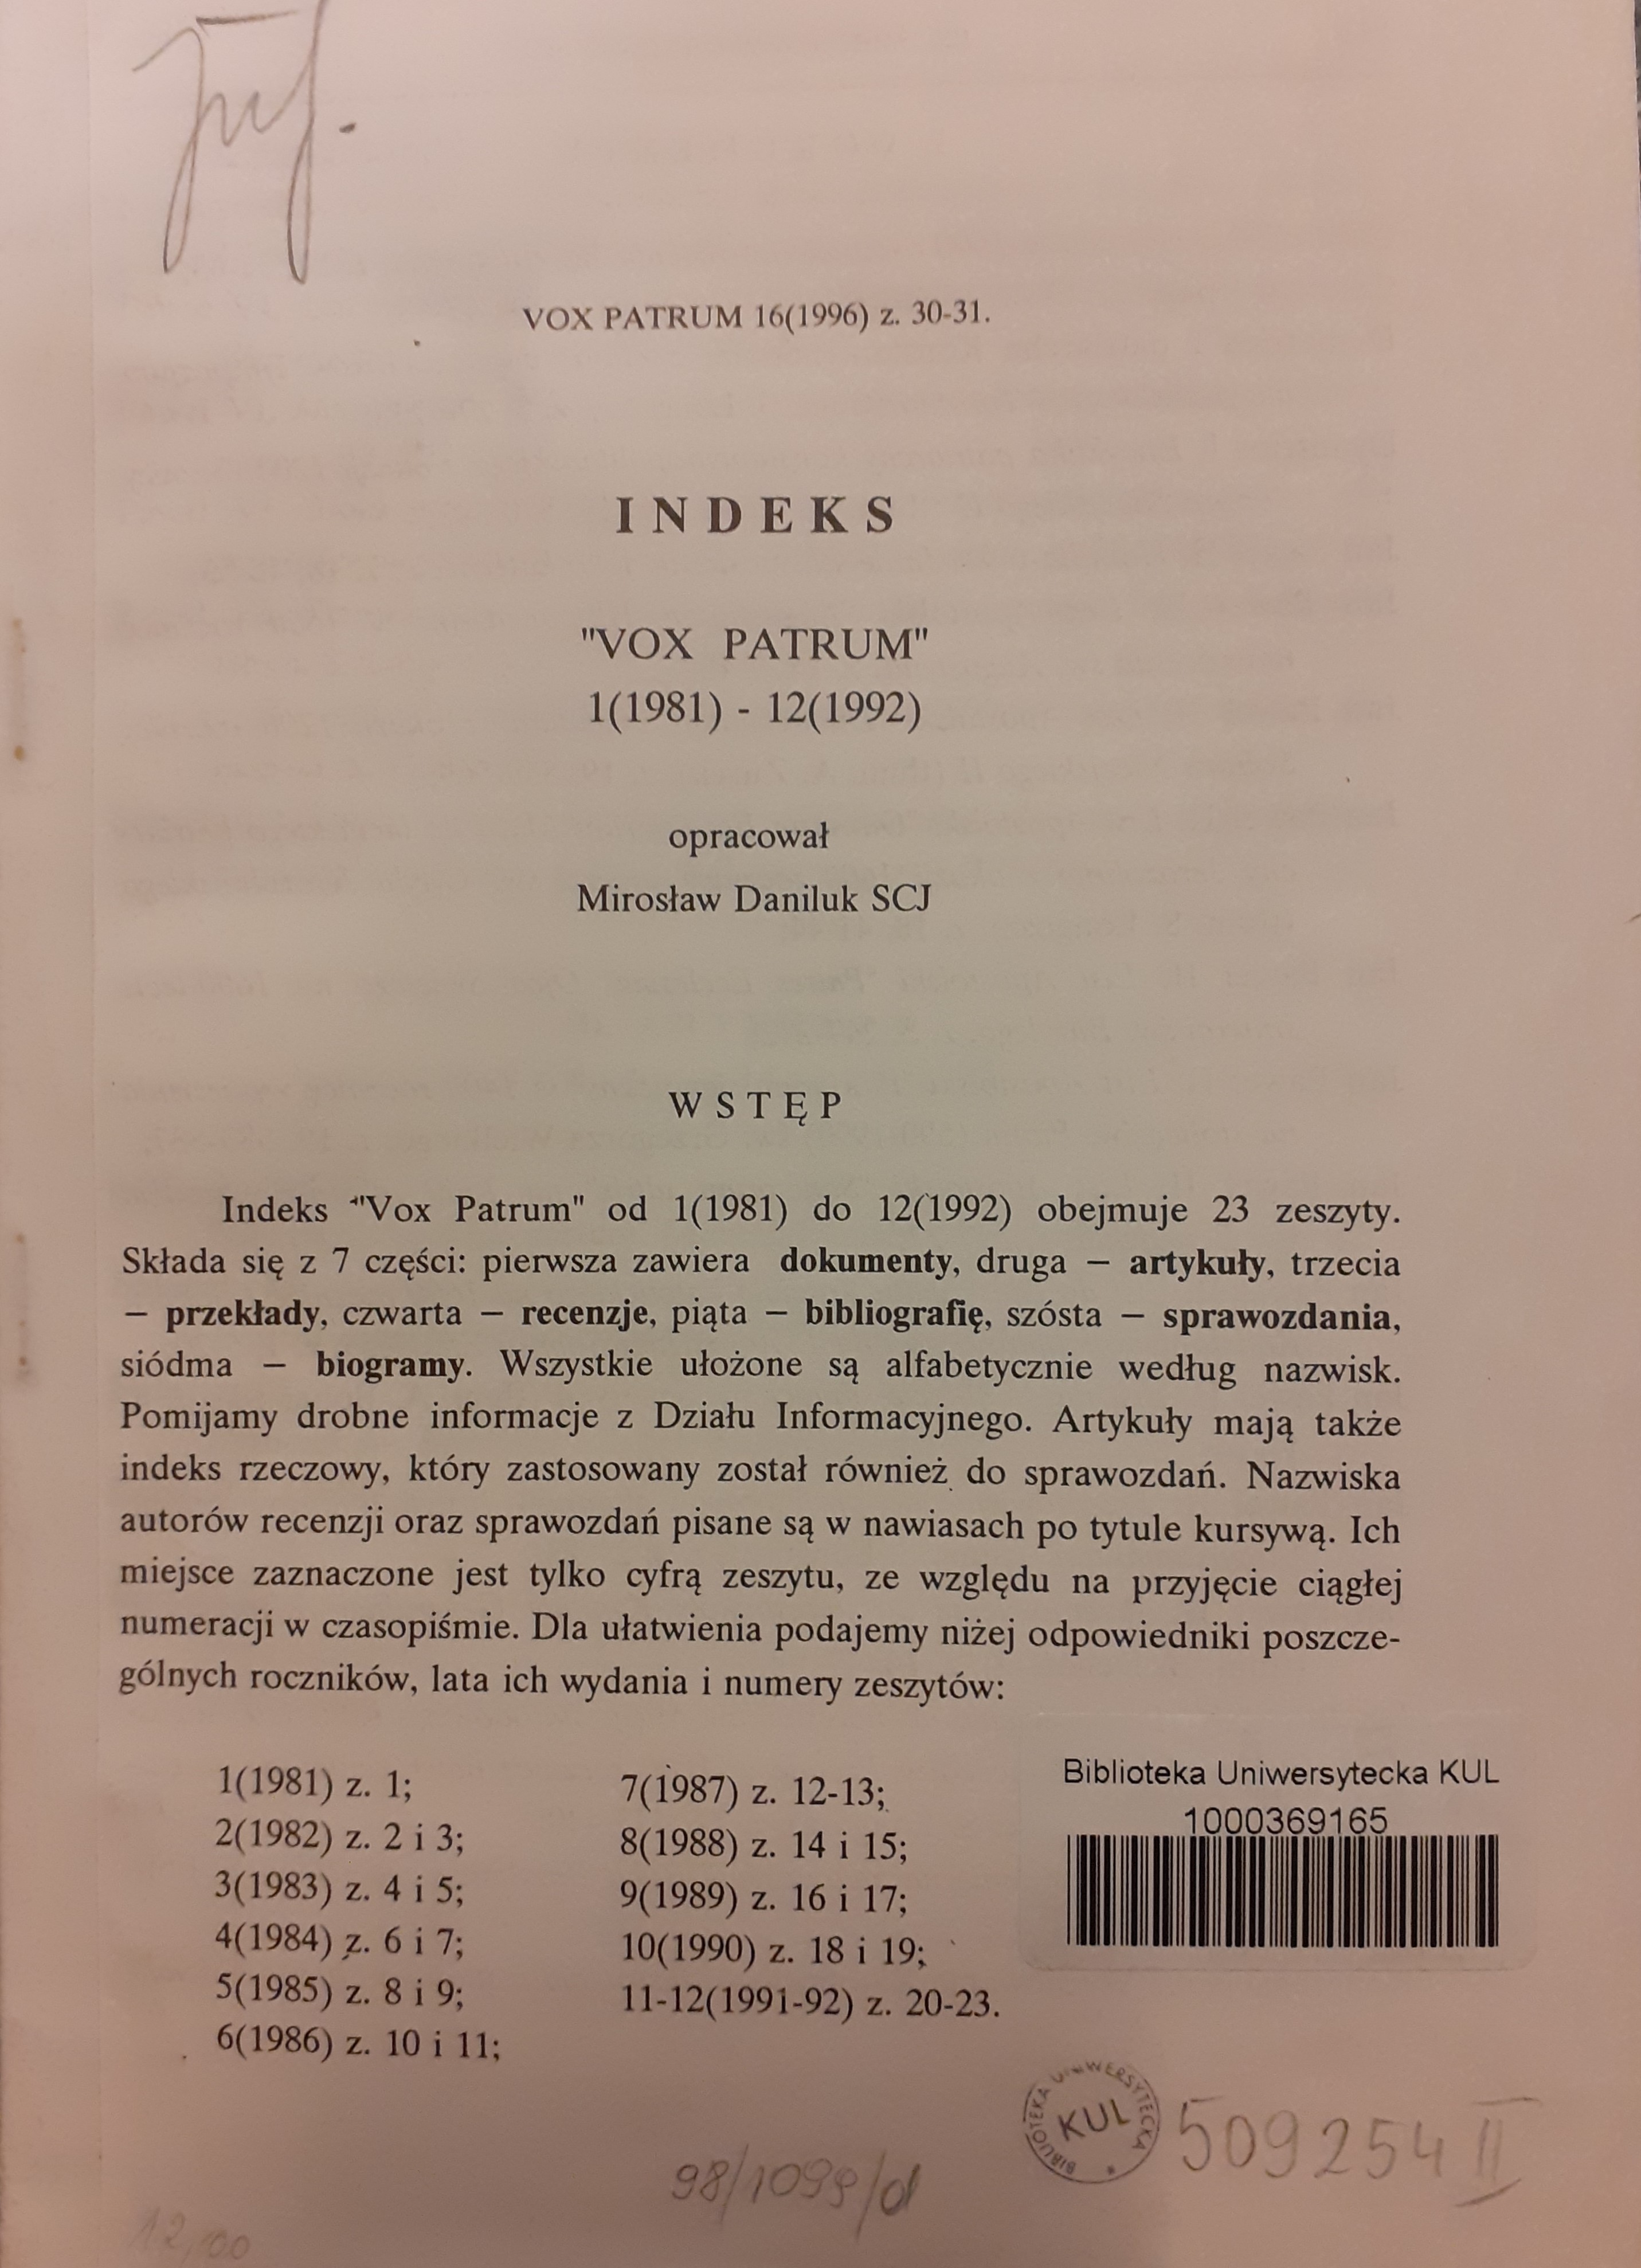 Inf.
VOX PATRUM 16(1996) z. 30-31.
INDEKS
"VOX PATRUM"
1(1981) - 12(1992)
opracował
Mirosław Daniluk SCJ
WSTĘP
Indeks "Vox Patrum" od 1(1981) do 12(1992) obejmuje 23 zeszyty.
Składa się z 7 części: pierwsza zawiera dokumenty, druga – artykuły, trzecia
– przekłady, czwarta – recenzje, piąta – bibliografię, szósta – sprawozdania,
siódma – biogramy. Wszystkie ułożone są alfabetycznie według nazwisk.
Pomijamy drobne informacje z Działu Informacyjnego. Artykuły mają także
indeks rzeczowy, który zastosowany został również do sprawozdań. Nazwiska
autorów recenzji oraz sprawozdań pisane są w nawiasach po tytule kursywą. Ich
miejsce zaznaczone jest tylko cyfrą zeszytu, ze względu na przyjęcie ciągłej
numeracji w czasopiśmie. Dla ułatwienia podajemy niżej odpowiedniki poszcze-
gólnych roczników, lata ich wydania i numery zeszytów:
1(1981) z. 1;
2(1982) z. 2 i 3;
3(1983) z. 4 i 5;
4(1984) z. 6 i 7;
5(1985) z. 8 i 9;
6(1986) z. 10 i 11;
7(1987) z. 12-13;
8(1988) z. 14 i 15;
9(1989) z. 16 i 17;
10(1990) z. 18 i 19;
11-12(1991-92) z. 20-23.
Biblioteka Uniwersytecka KUL
1000369165
BIBLIOTEKA UNIWERSYTECKA
KUL
509254 II
98/1099/d
12,00